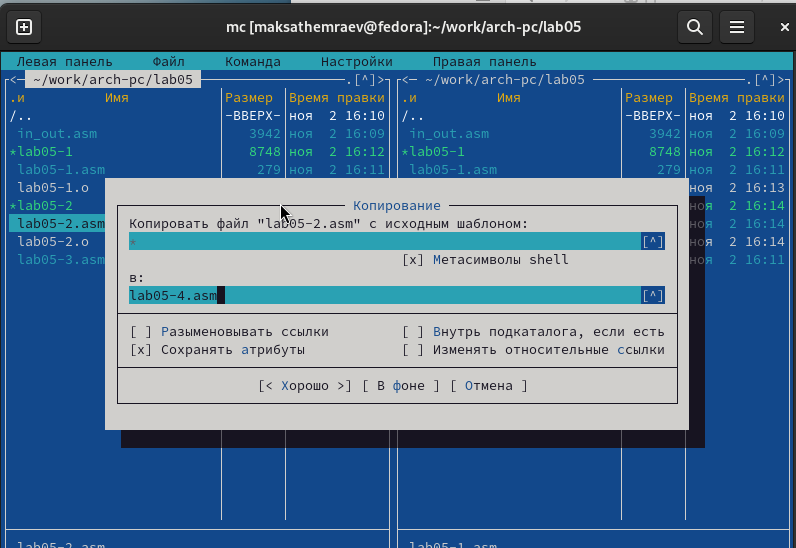 mc [maksathemraev@fedora]:~/work/arch-pc/lab05
Левая панель Файл Команда Настройки Правая панель
<— ~/work/arch-pc/lab05 —.[^]> <— ~/work/arch-pc/lab05 —.[^]>
.и Имя Размер Время правки .и Имя Размер Время правки
/.. -ВВЕРХ- ноя 2 16:10 /.. -ВВЕРХ- ноя 2 16:10
in_out.asm 3942 ноя 2 16:09 in_out.asm 3942 ноя 2 16:09
*lab05-1 8748 ноя 2 16:12 *lab05-1 8748 ноя 2 16:12
lab05-1.asm 279 ноя 2 16:11 lab05-1.asm 279 ноя 2 16:11
lab05-1.o ноя 2 16:13
*lab05-2 ноя 2 16:14
lab05-2.asm ноя 2 16:14
lab05-2.o ноя 2 16:14
lab05-3.asm ноя 2 16:11
Копирование
Копировать файл "lab05-2.asm" с исходным шаблоном:
* [^]
[x] Метасимволы shell
в:
lab05-4.asm [^]
[ ] Разыменовывать ссылки [ ] Внутрь подкаталога, если есть
[x] Сохранять атрибуты [ ] Изменять относительные ссылки
[< Хорошо >] [ В фоне ] [ Отмена ]
lab05-2.asm lab05-1.asm